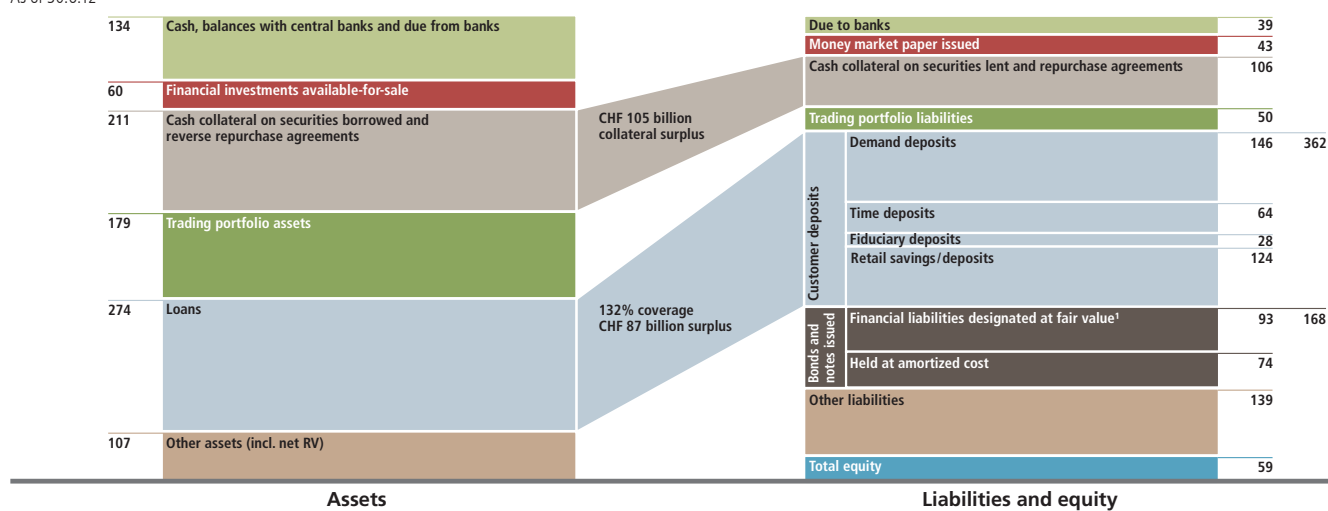 As of 30.6.12
134 Cash, balances with central banks and due from banks
60 Financial investments available-for-sale
211 Cash collateral on securities borrowed and
reverse repurchase agreements
179 Trading portfolio assets
274 Loans
107 Other assets (incl. net RV)
Assets
CHF 105 billion
collateral surplus
132% coverage
CHF 87 billion surplus
Due to banks 39
Money market paper issued 43
Cash collateral on securities lent and repurchase agreements 106
Trading portfolio liabilities 50
Customer deposits
Demand deposits 146 362
Time deposits 64
Fiduciary deposits 28
Retail savings/deposits 124
Bonds and
notes issued
Financial liabilities designated at fair value¹ 93 168
Held at amortized cost 74
Other liabilities 139
Total equity 59
Liabilities and equity